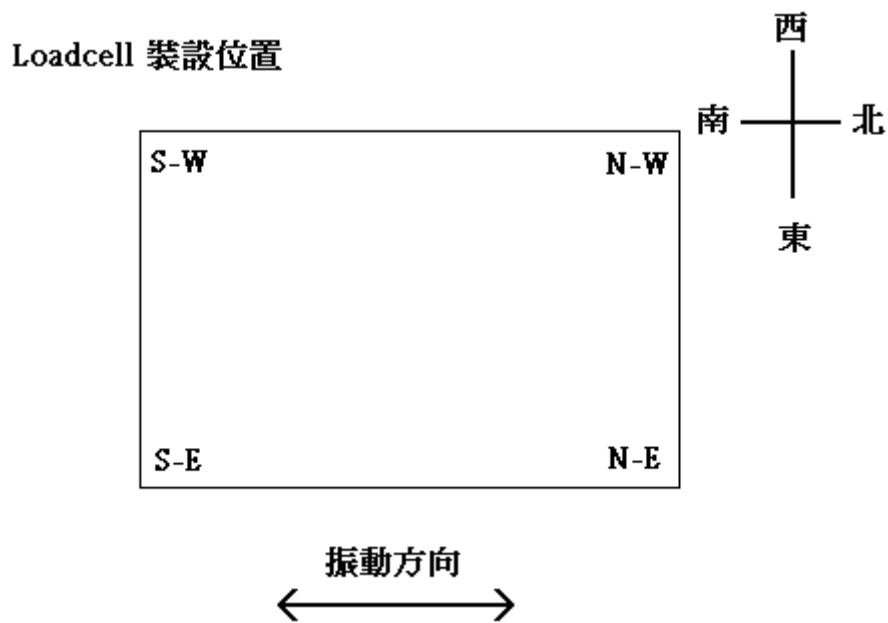 Loadcell 裝設位置
西
南
北
東
S-W
N-W
S-E
N-E
振動方向